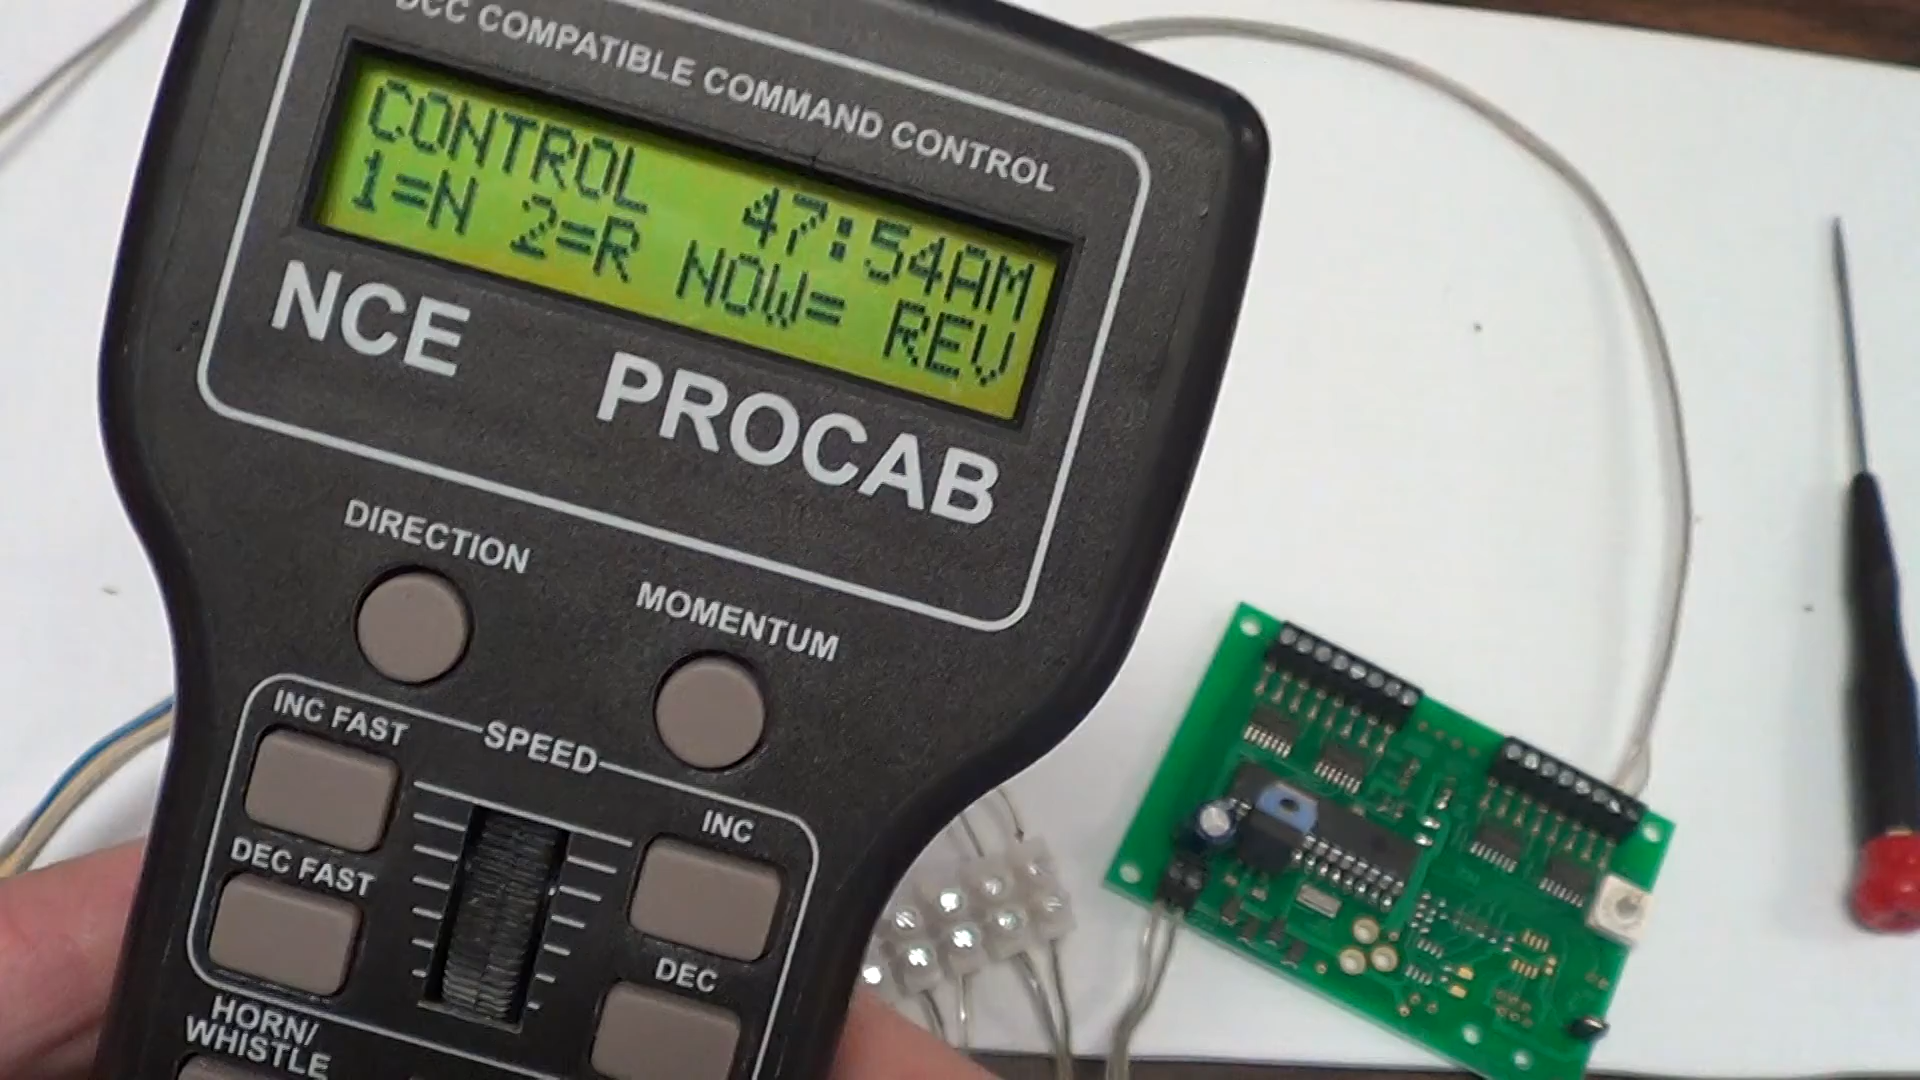 DCC COMPATIBLE COMMAND CONTROL
CONTROL 47:54AM
1=N 2=R NOW= REV
NCE PROCAB
DIRECTION
MOMENTUM
INC FAST
SPEED
INC
DEC FAST
DEC
HORN/
WHISTLE